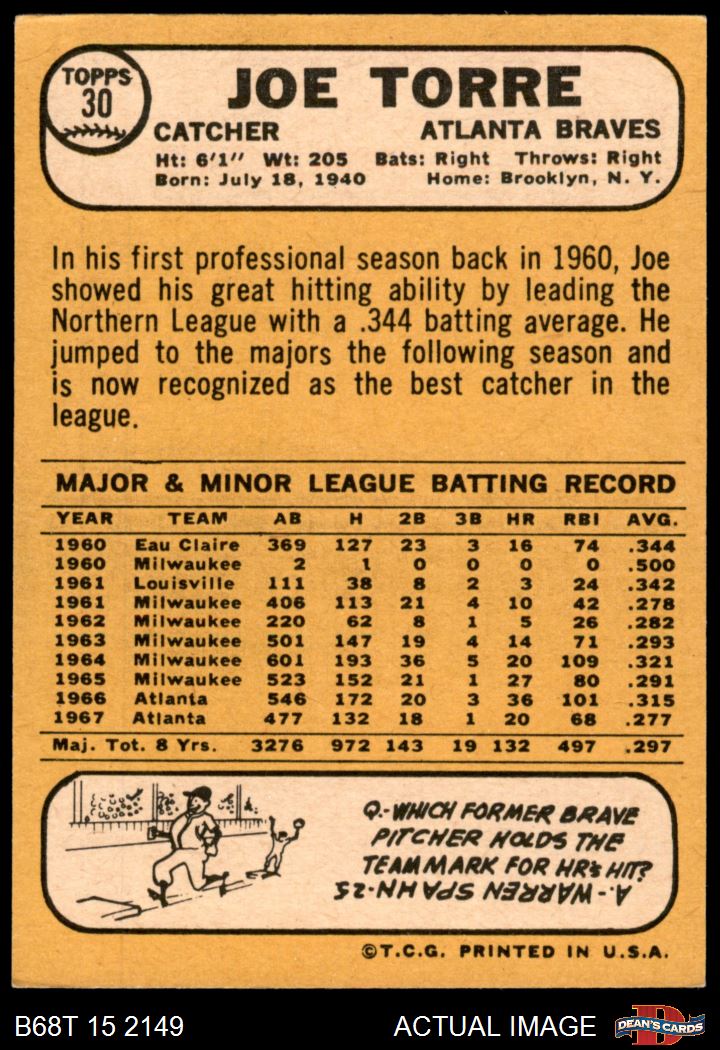 TOPPS
30
JOE TORRE
CATCHER ATLANTA BRAVES
Ht: 6'1" Wt: 205 Bats: Right Throws: Right
Born: July 18, 1940 Home: Brooklyn, N. Y.
In his first professional season back in 1960, Joe
showed his great hitting ability by leading the
Northern League with a .344 batting average. He
jumped to the majors the following season and
is now recognized as the best catcher in the
league.
MAJOR & MINOR LEAGUE BATTING RECORD
YEAR TEAM AB H 2B 3B HR RBI AVG.
1960 Eau Claire 369 127 23 3 16 74 .344
1960 Milwaukee 2 1 0 0 0 0 .500
1961 Louisville 111 38 8 2 3 24 .342
1961 Milwaukee 406 113 21 4 10 42 .278
1962 Milwaukee 220 62 8 1 5 26 .282
1963 Milwaukee 501 147 19 4 14 71 .293
1964 Milwaukee 601 193 36 5 20 109 .321
1965 Milwaukee 523 152 21 1 27 80 .291
1966 Atlanta 546 172 20 3 36 101 .315
1967 Atlanta 477 132 18 1 20 68 .277
Maj. Tot. 8 Yrs. 3276 972 143 19 132 497 .297
Q.-WHICH FORMER BRAVE
PITCHER HOLDS THE
TEAM MARK FOR HR's HIT?
A.-WARREN SPAHN-25
©T.C.G. PRINTED IN U.S.A.
B68T 15 2149 ACTUAL IMAGE
D
DEAN'S CARDS